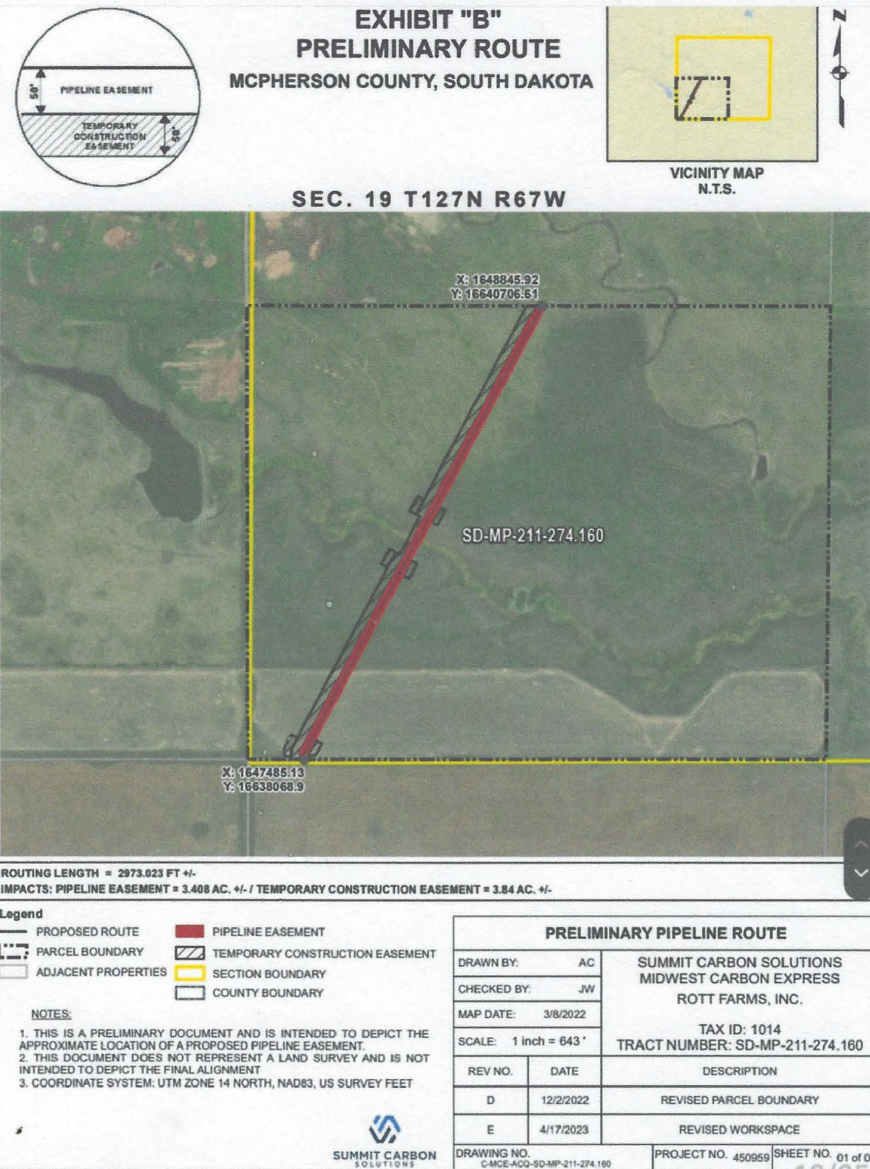 EXHIBIT "B"
PRELIMINARY ROUTE
MCPHERSON COUNTY, SOUTH DAKOTA
50'
PIPELINE EASEMENT
TEMPORARY
CONSTRUCTION
EASEMENT
50'
N
VICINITY MAP
N.T.S.
SEC. 19 T127N R67W
X: 1648845.92
Y: 16640706.61
SD-MP-211-274.160
X: 1647485.13
Y: 16638068.9
ROUTING LENGTH = 2973.023 FT +/-
IMPACTS: PIPELINE EASEMENT = 3.408 AC. +/- / TEMPORARY CONSTRUCTION EASEMENT = 3.84 AC. +/-
Legend
PROPOSED ROUTE
PARCEL BOUNDARY
ADJACENT PROPERTIES
PIPELINE EASEMENT
TEMPORARY CONSTRUCTION EASEMENT
SECTION BOUNDARY
COUNTY BOUNDARY
NOTES:
1. THIS IS A PRELIMINARY DOCUMENT AND IS INTENDED TO DEPICT THE
APPROXIMATE LOCATION OF A PROPOSED PIPELINE EASEMENT.
2. THIS DOCUMENT DOES NOT REPRESENT A LAND SURVEY AND IS NOT
INTENDED TO DEPICT THE FINAL ALIGNMENT
3. COORDINATE SYSTEM: UTM ZONE 14 NORTH, NAD83, US SURVEY FEET
SUMMIT CARBON
SOLUTIONS
PRELIMINARY PIPELINE ROUTE
DRAWN BY: AC
CHECKED BY: JW
MAP DATE: 3/8/2022
SCALE: 1 inch = 643 '
SUMMIT CARBON SOLUTIONS
MIDWEST CARBON EXPRESS
ROTT FARMS, INC.
TAX ID: 1014
TRACT NUMBER: SD-MP-211-274.160
REV NO. DATE DESCRIPTION
D 12/2/2022 REVISED PARCEL BOUNDARY
E 4/17/2023 REVISED WORKSPACE
DRAWING NO.
C-MCE-ACQ-SD-MP-211-274.160
PROJECT NO. 450959
SHEET NO. 01 of 0